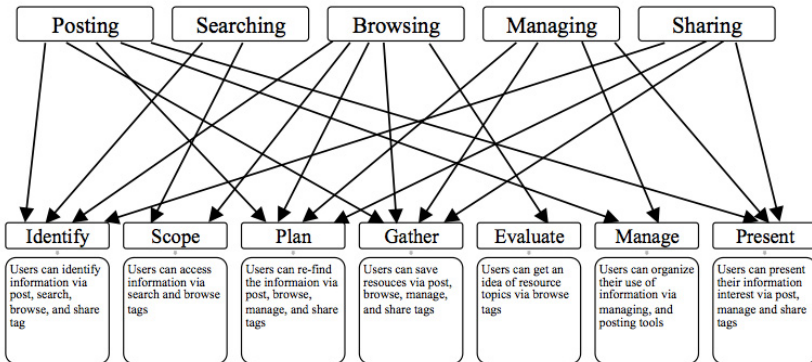 Posting Searching Browsing Managing Sharing
Identify Scope Plan Gather Evaluate Manage Present
Users can identify
information via
post, search,
browse, and share
tag
Users can access
information via
search and browse
tags
Users can re-find
the informaion via
post, browse,
manage, and share
tags
Users can save
resouces via post,
browse, manage,
and share tags
Users can get an
idea of resource
topics via browse
tags
Users can organize
their use of
information via
managing, and
posting tools
Users can present
their information
interest via post,
manage and share
tags